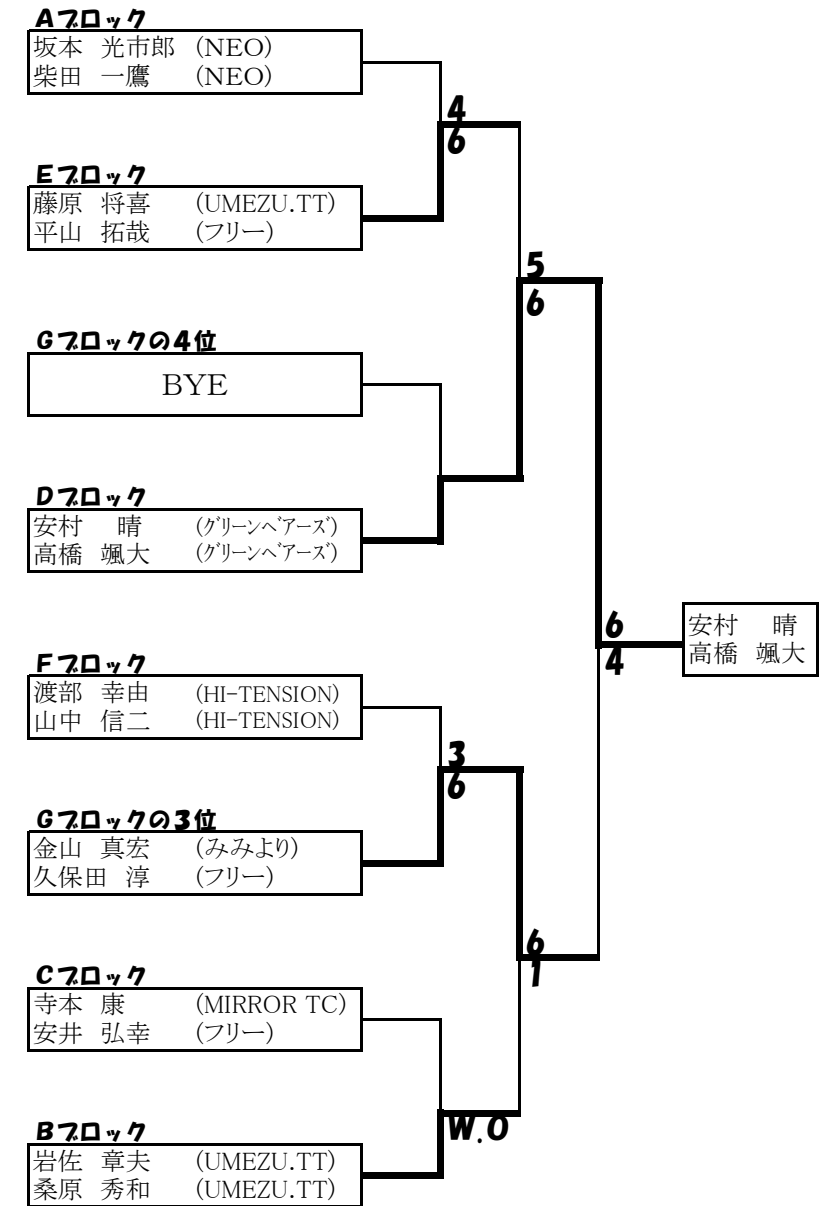 Aブロック
坂本 光市郎 (NEO)
柴田 一鷹 (NEO)
4
6
Eブロック
藤原 将喜 (UMEZU.TT)
平山 拓哉 (フリー)
5
6
Gブロックの4位
BYE
Dブロック
安村 晴 (グリーンベアーズ)
高橋 颯大 (グリーンベアーズ)
6
4
安村 晴
高橋 颯大
Fブロック
渡部 幸由 (HI-TENSION)
山中 信二 (HI-TENSION)
3
6
Gブロックの3位
金山 真宏 (みみより)
久保田 淳 (フリー)
6
1
Cブロック
寺本 康 (MIRROR TC)
安井 弘幸 (フリー)
W.O
Bブロック
岩佐 章夫 (UMEZU.TT)
桑原 秀和 (UMEZU.TT)